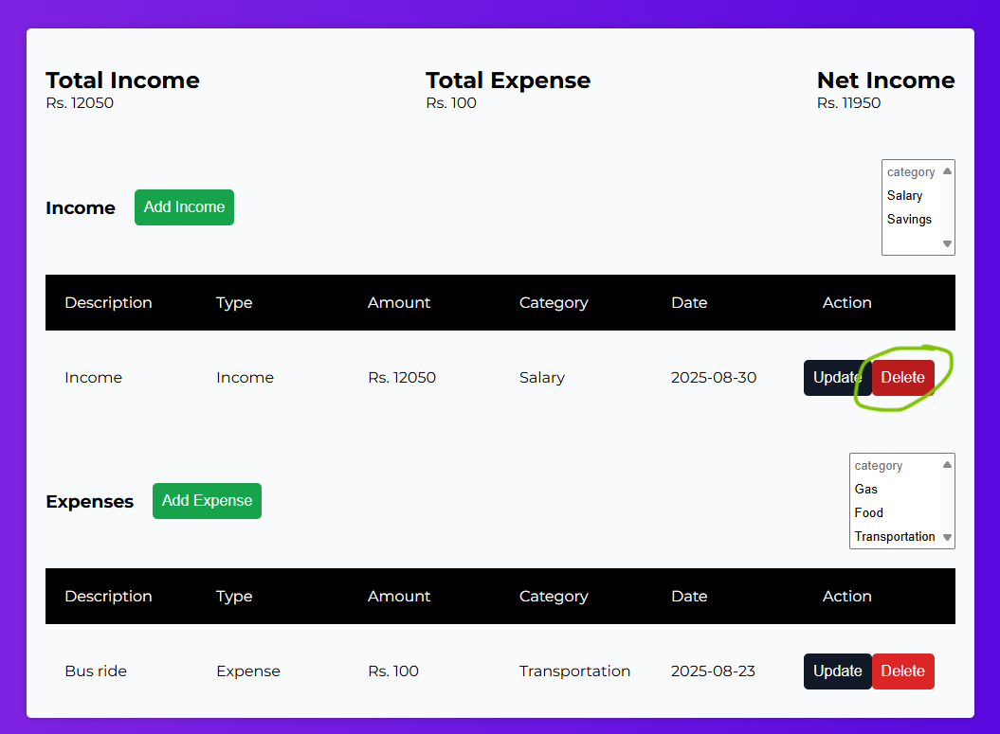 Total Income Total Expense Net Income
Rs. 12050 Rs. 100 Rs. 11950
category
Salary
Savings
Income Add Income
Description Type Amount Category Date Action
Income Income Rs. 12050 Salary 2025-08-30 Update Delete
category
Gas
Food
Transportation
Expenses Add Expense
Description Type Amount Category Date Action
Bus ride Expense Rs. 100 Transportation 2025-08-23 Update Delete